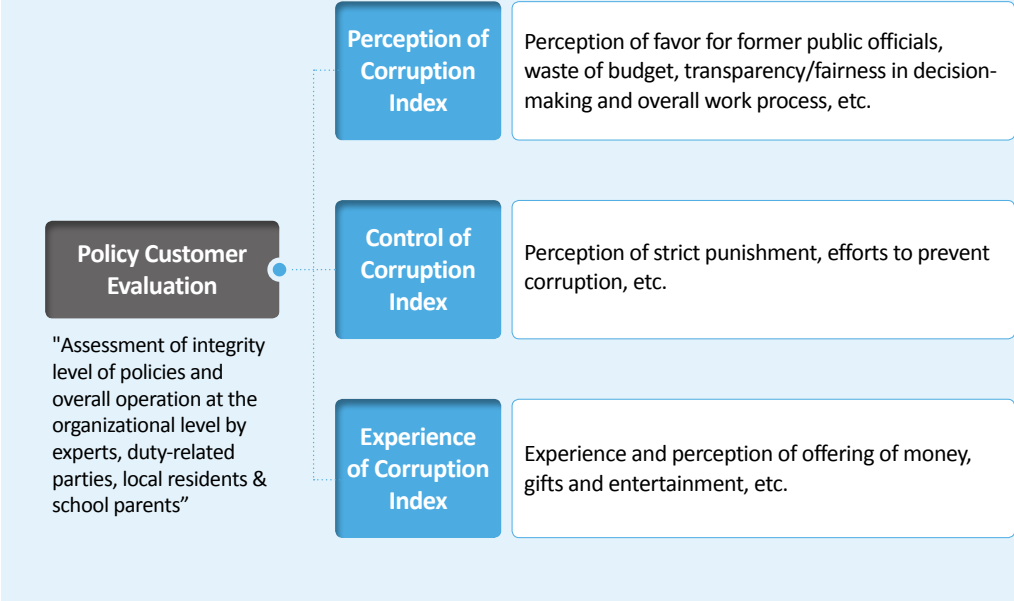 Perception of
Corruption
Index
Perception of favor for former public officials,
waste of budget, transparency/fairness in decision-
making and overall work process, etc.
Policy Customer
Evaluation
"Assessment of integrity
level of policies and
overall operation at the
organizational level by
experts, duty-related
parties, local residents &
school parents”
Control of
Corruption
Index
Perception of strict punishment, efforts to prevent
corruption, etc.
Experience
of Corruption
Index
Experience and perception of offering of money,
gifts and entertainment, etc.